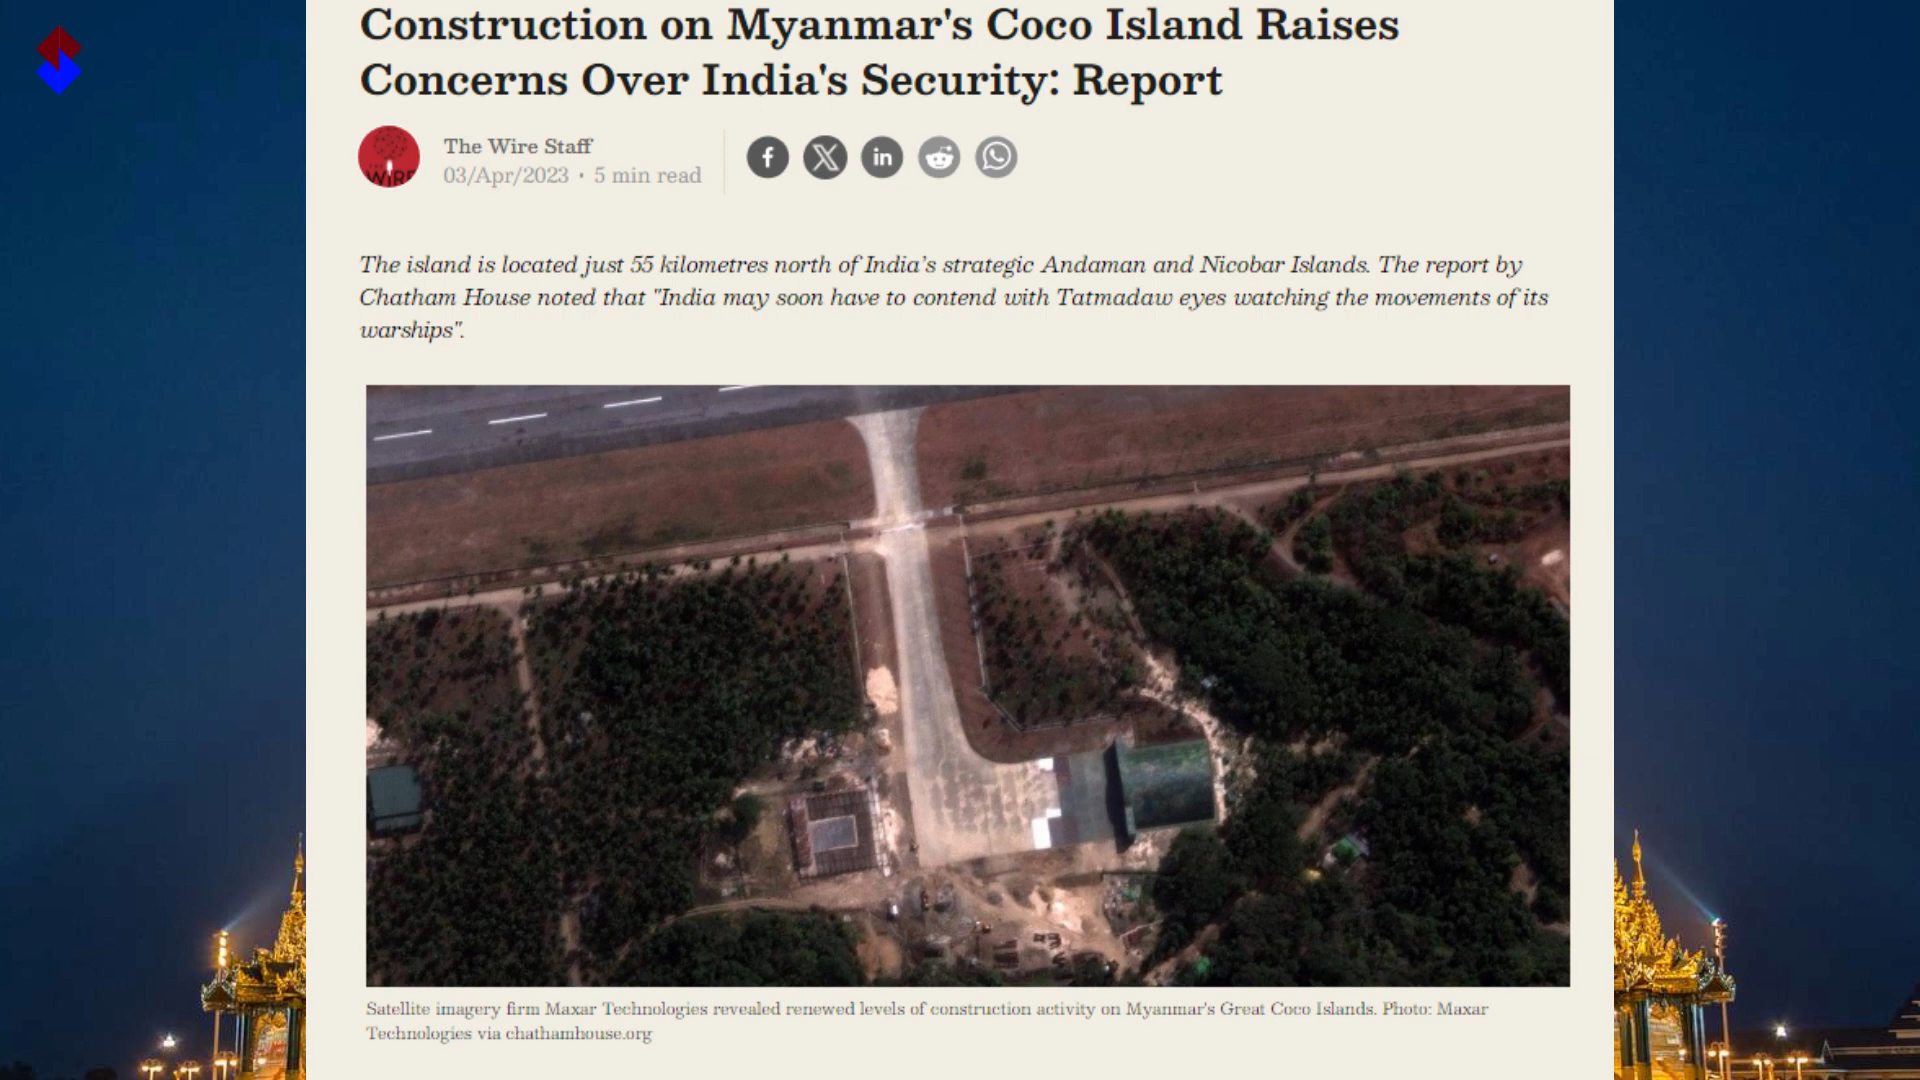 Construction on Myanmar's Coco Island Raises
Concerns Over India's Security: Report
WIRE
The Wire Staff
03/Apr/2023 • 5 min read
The island is located just 55 kilometres north of India's strategic Andaman and Nicobar Islands. The report by
Chatham House noted that "India may soon have to contend with Tatmadaw eyes watching the movements of its
warships".
Satellite imagery firm Maxar Technologies revealed renewed levels of construction activity on Myanmar's Great Coco Islands. Photo: Maxar
Technologies via chathamhouse.org